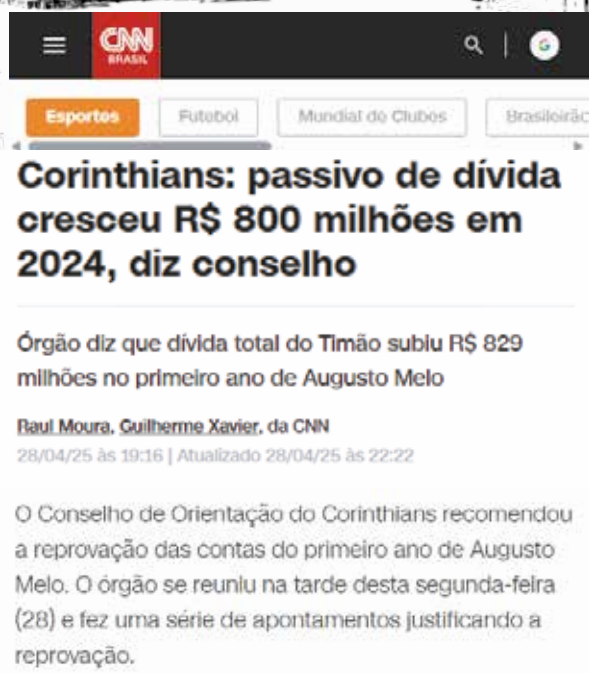 CNN
BRASIL
G
Esportes Futebol Mundial de Clubes Brasileirão
Corinthians: passivo de dívida
cresceu R$ 800 milhões em
2024, diz conselho
Órgão diz que dívida total do Timão subiu R$ 829
milhões no primeiro ano de Augusto Melo
Raul Moura, Guilherme Xavier, da CNN
28/04/25 às 19:16 | Atualizado 28/04/25 às 22:22
O Conselho de Orientação do Corinthians recomendou
a reprovação das contas do primeiro ano de Augusto
Melo. O órgão se reuniu na tarde desta segunda-feira
(28) e fez uma série de apontamentos justificando a
reprovação.